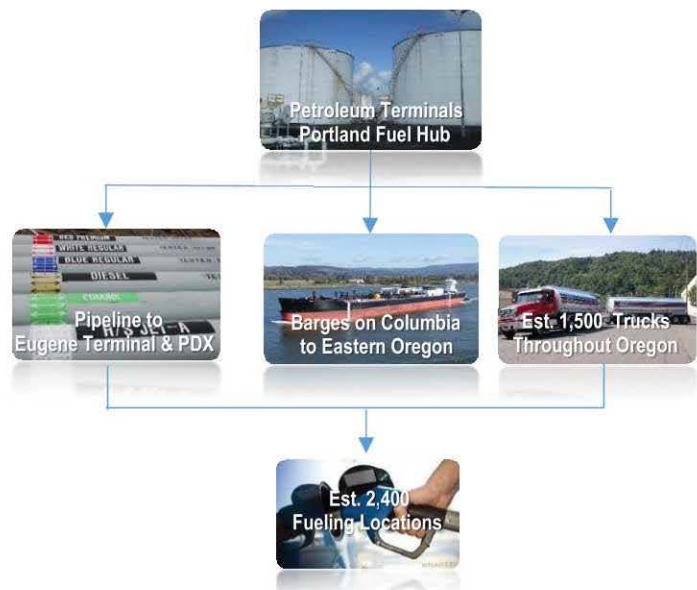 Petroleum Terminals
Portland Fuel Hub
RED PREMIUM
WHITE REGULAR
BLUE REGULAR
DIESEL
ETHANOL
Pipeline to
Eugene Terminal & PDX
JET-A
Barges on Columbia
to Eastern Oregon
Est. 1,500 Trucks
Throughout Oregon
Est. 2,400
Fueling Locations